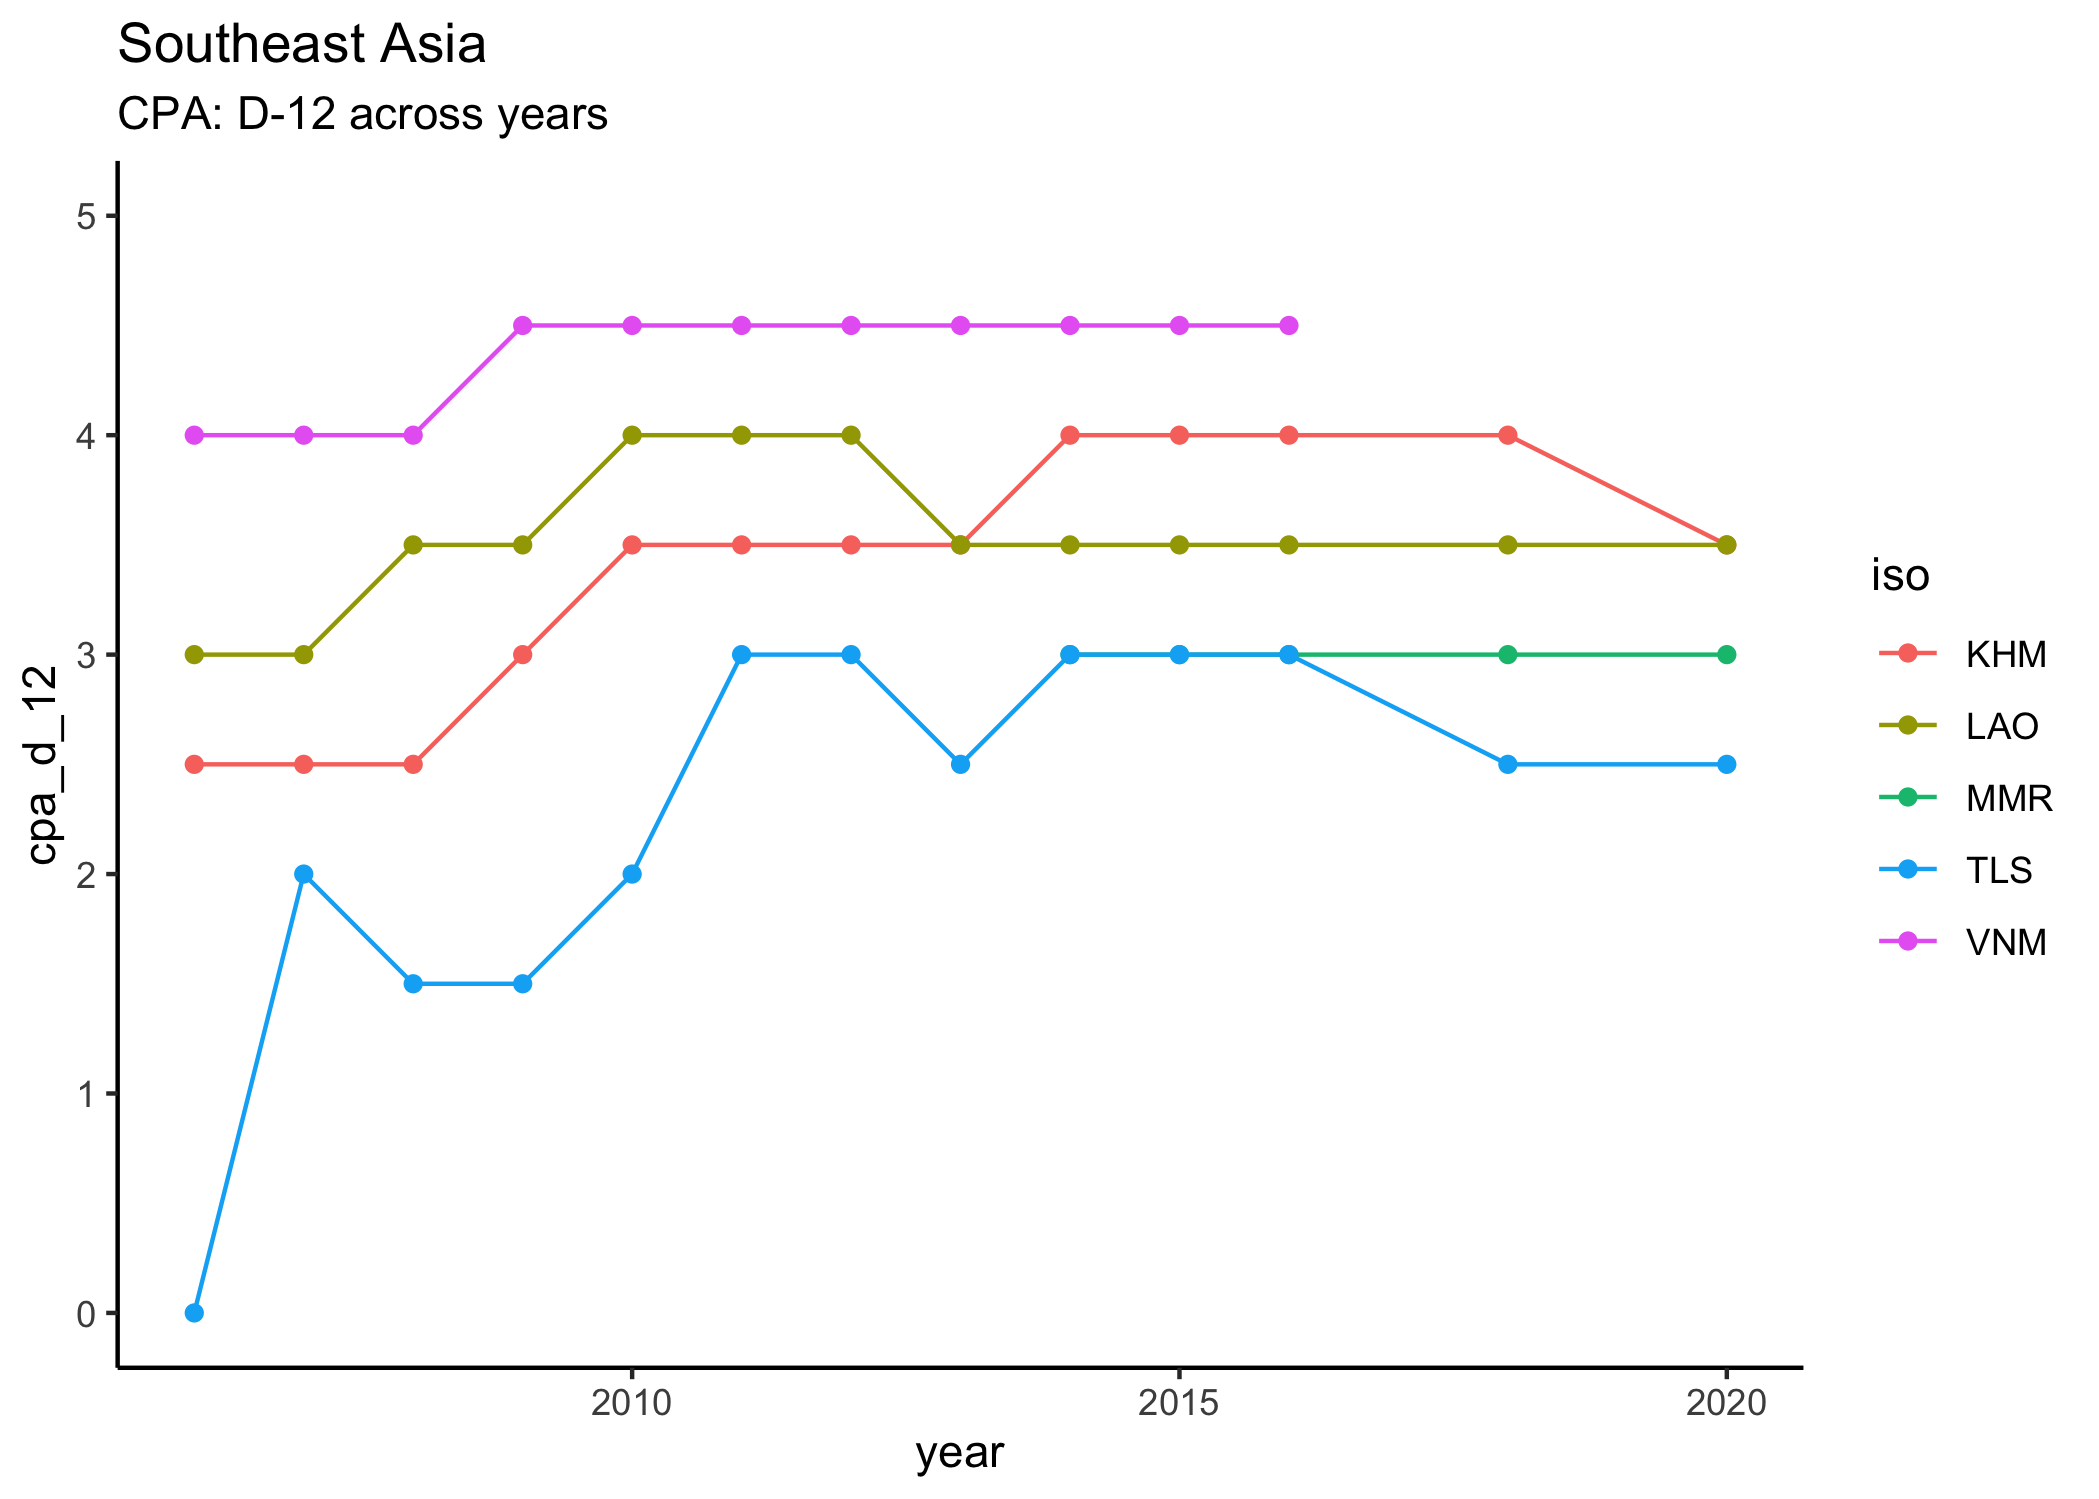 Southeast Asia
CPA: D-12 across years
cpa_d_12
5
4
3
2
1
0
2010
2015
2020
year
iso
KHM
LAO
MMR
TLS
VNM